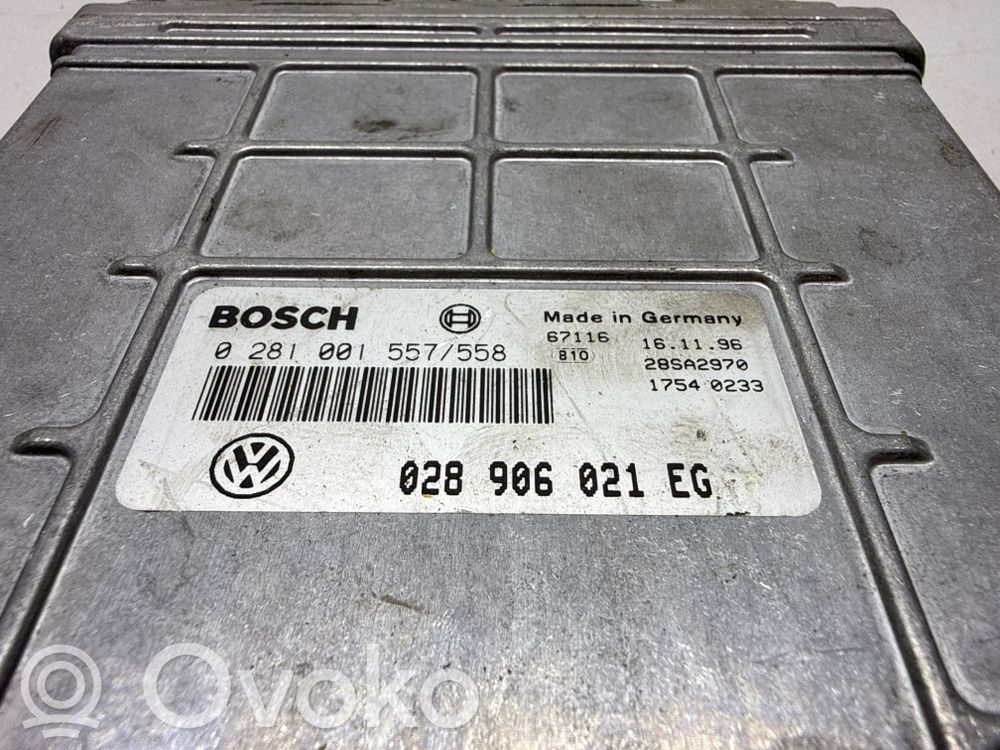 BOSCH
Made in Germany
0 281 001 557/558
67116 16.11.96
810 28SA2970
1754 0233
VW
028 906 021 EG
Ovoko